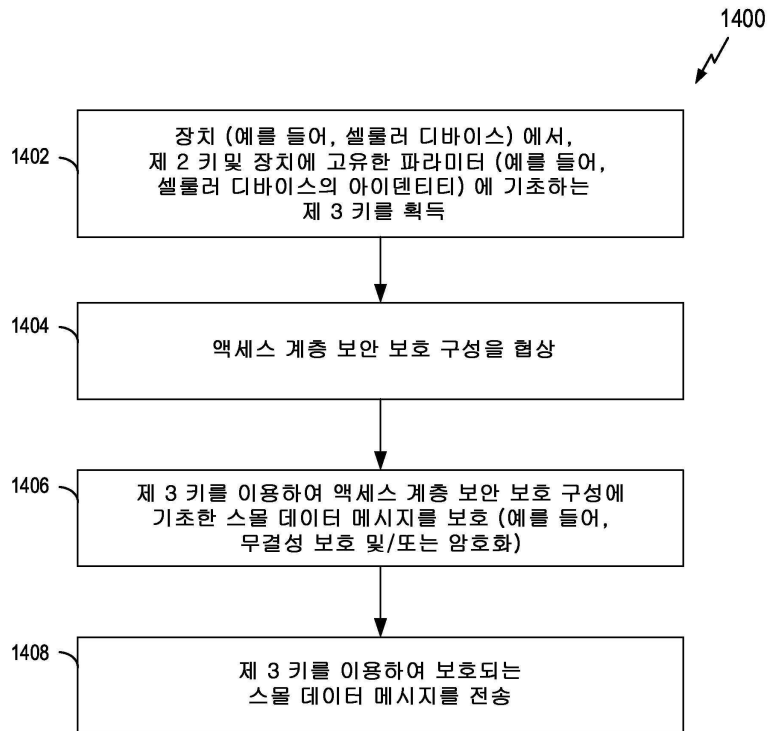 1400
1402
장치 (예를 들어, 셀룰러 디바이스) 에서,
제 2 키 및 장치에 고유한 파라미터 (예를 들어,
셀룰러 디바이스의 아이덴티티) 에 기초하는
제 3 키를 획득
1404
액세스 계층 보안 보호 구성을 협상
1406
제 3 키를 이용하여 액세스 계층 보안 보호 구성에
기초한 스몰 데이터 메시지를 보호 (예를 들어,
무결성 보호 및/또는 암호화)
1408
제 3 키를 이용하여 보호되는
스몰 데이터 메시지를 전송